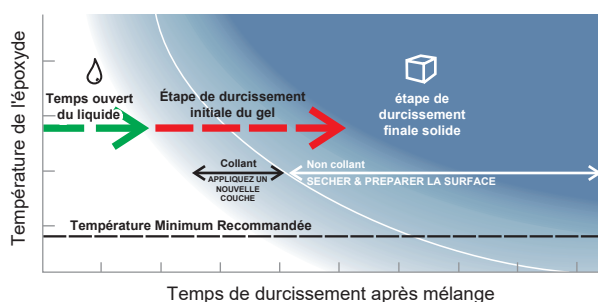 Température de l'époxyde
Temps ouvert
du liquide
Étape de durcissement
initiale du gel
étape de
durcissement
finale solide
Collant
APPLIQUEZ UN
NOUVELLE
COUCHE
Non collant
SECHER & PREPARER LA SURFACE
Température Minimum Recommandée
Temps de durcissement après mélange